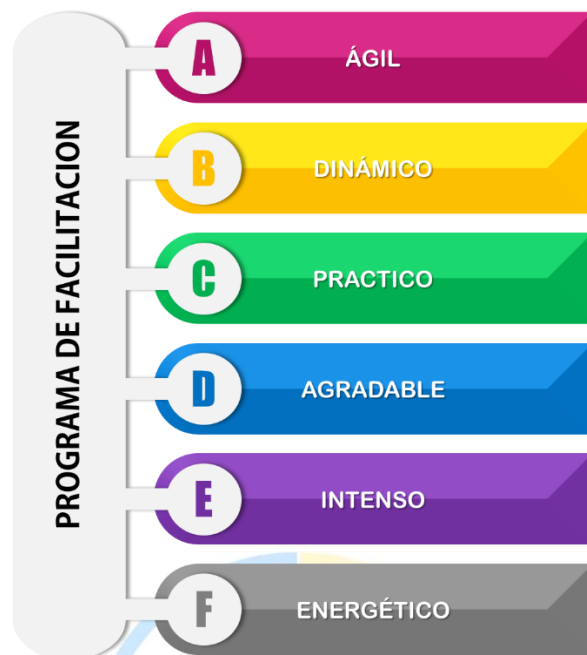 PROGRAMA DE FACILITACION
A
ÁGIL
B
DINÁMICO
C
PRACTICO
D
AGRADABLE
E
INTENSO
F
ENERGÉTICO